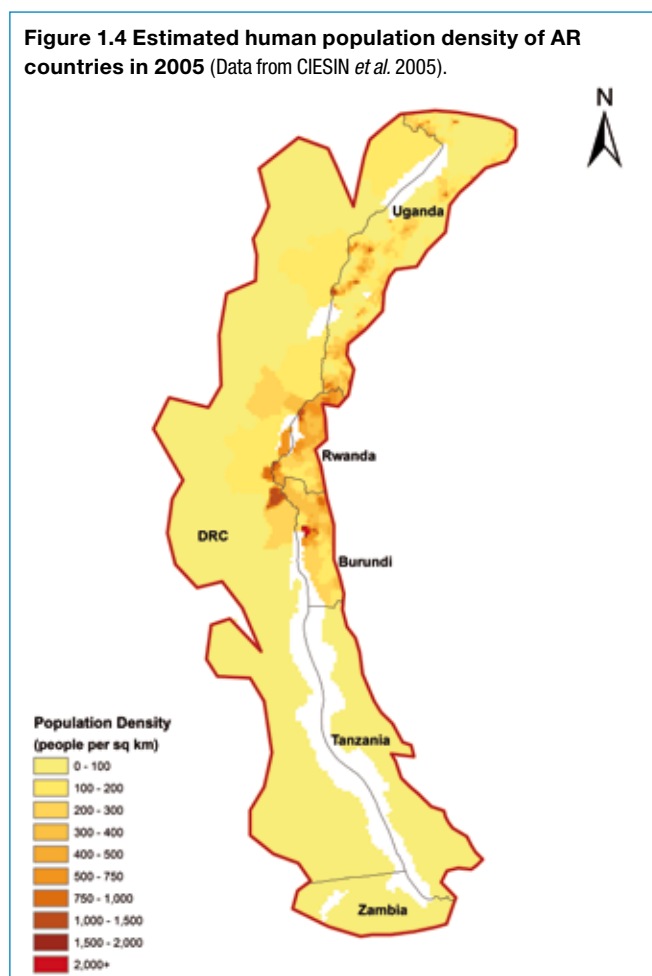 Figure 1.4 Estimated human population density of AR
countries in 2005 (Data from CIESIN et al. 2005).
N
Uganda
Rwanda
DRC
Burundi
Tanzania
Zambia
Population Density
(people per sq km)
0 - 100
100 - 200
200 - 300
300 - 400
400 - 500
500 - 750
750 - 1,000
1,000 - 1,500
1,500 - 2,000
2,000+